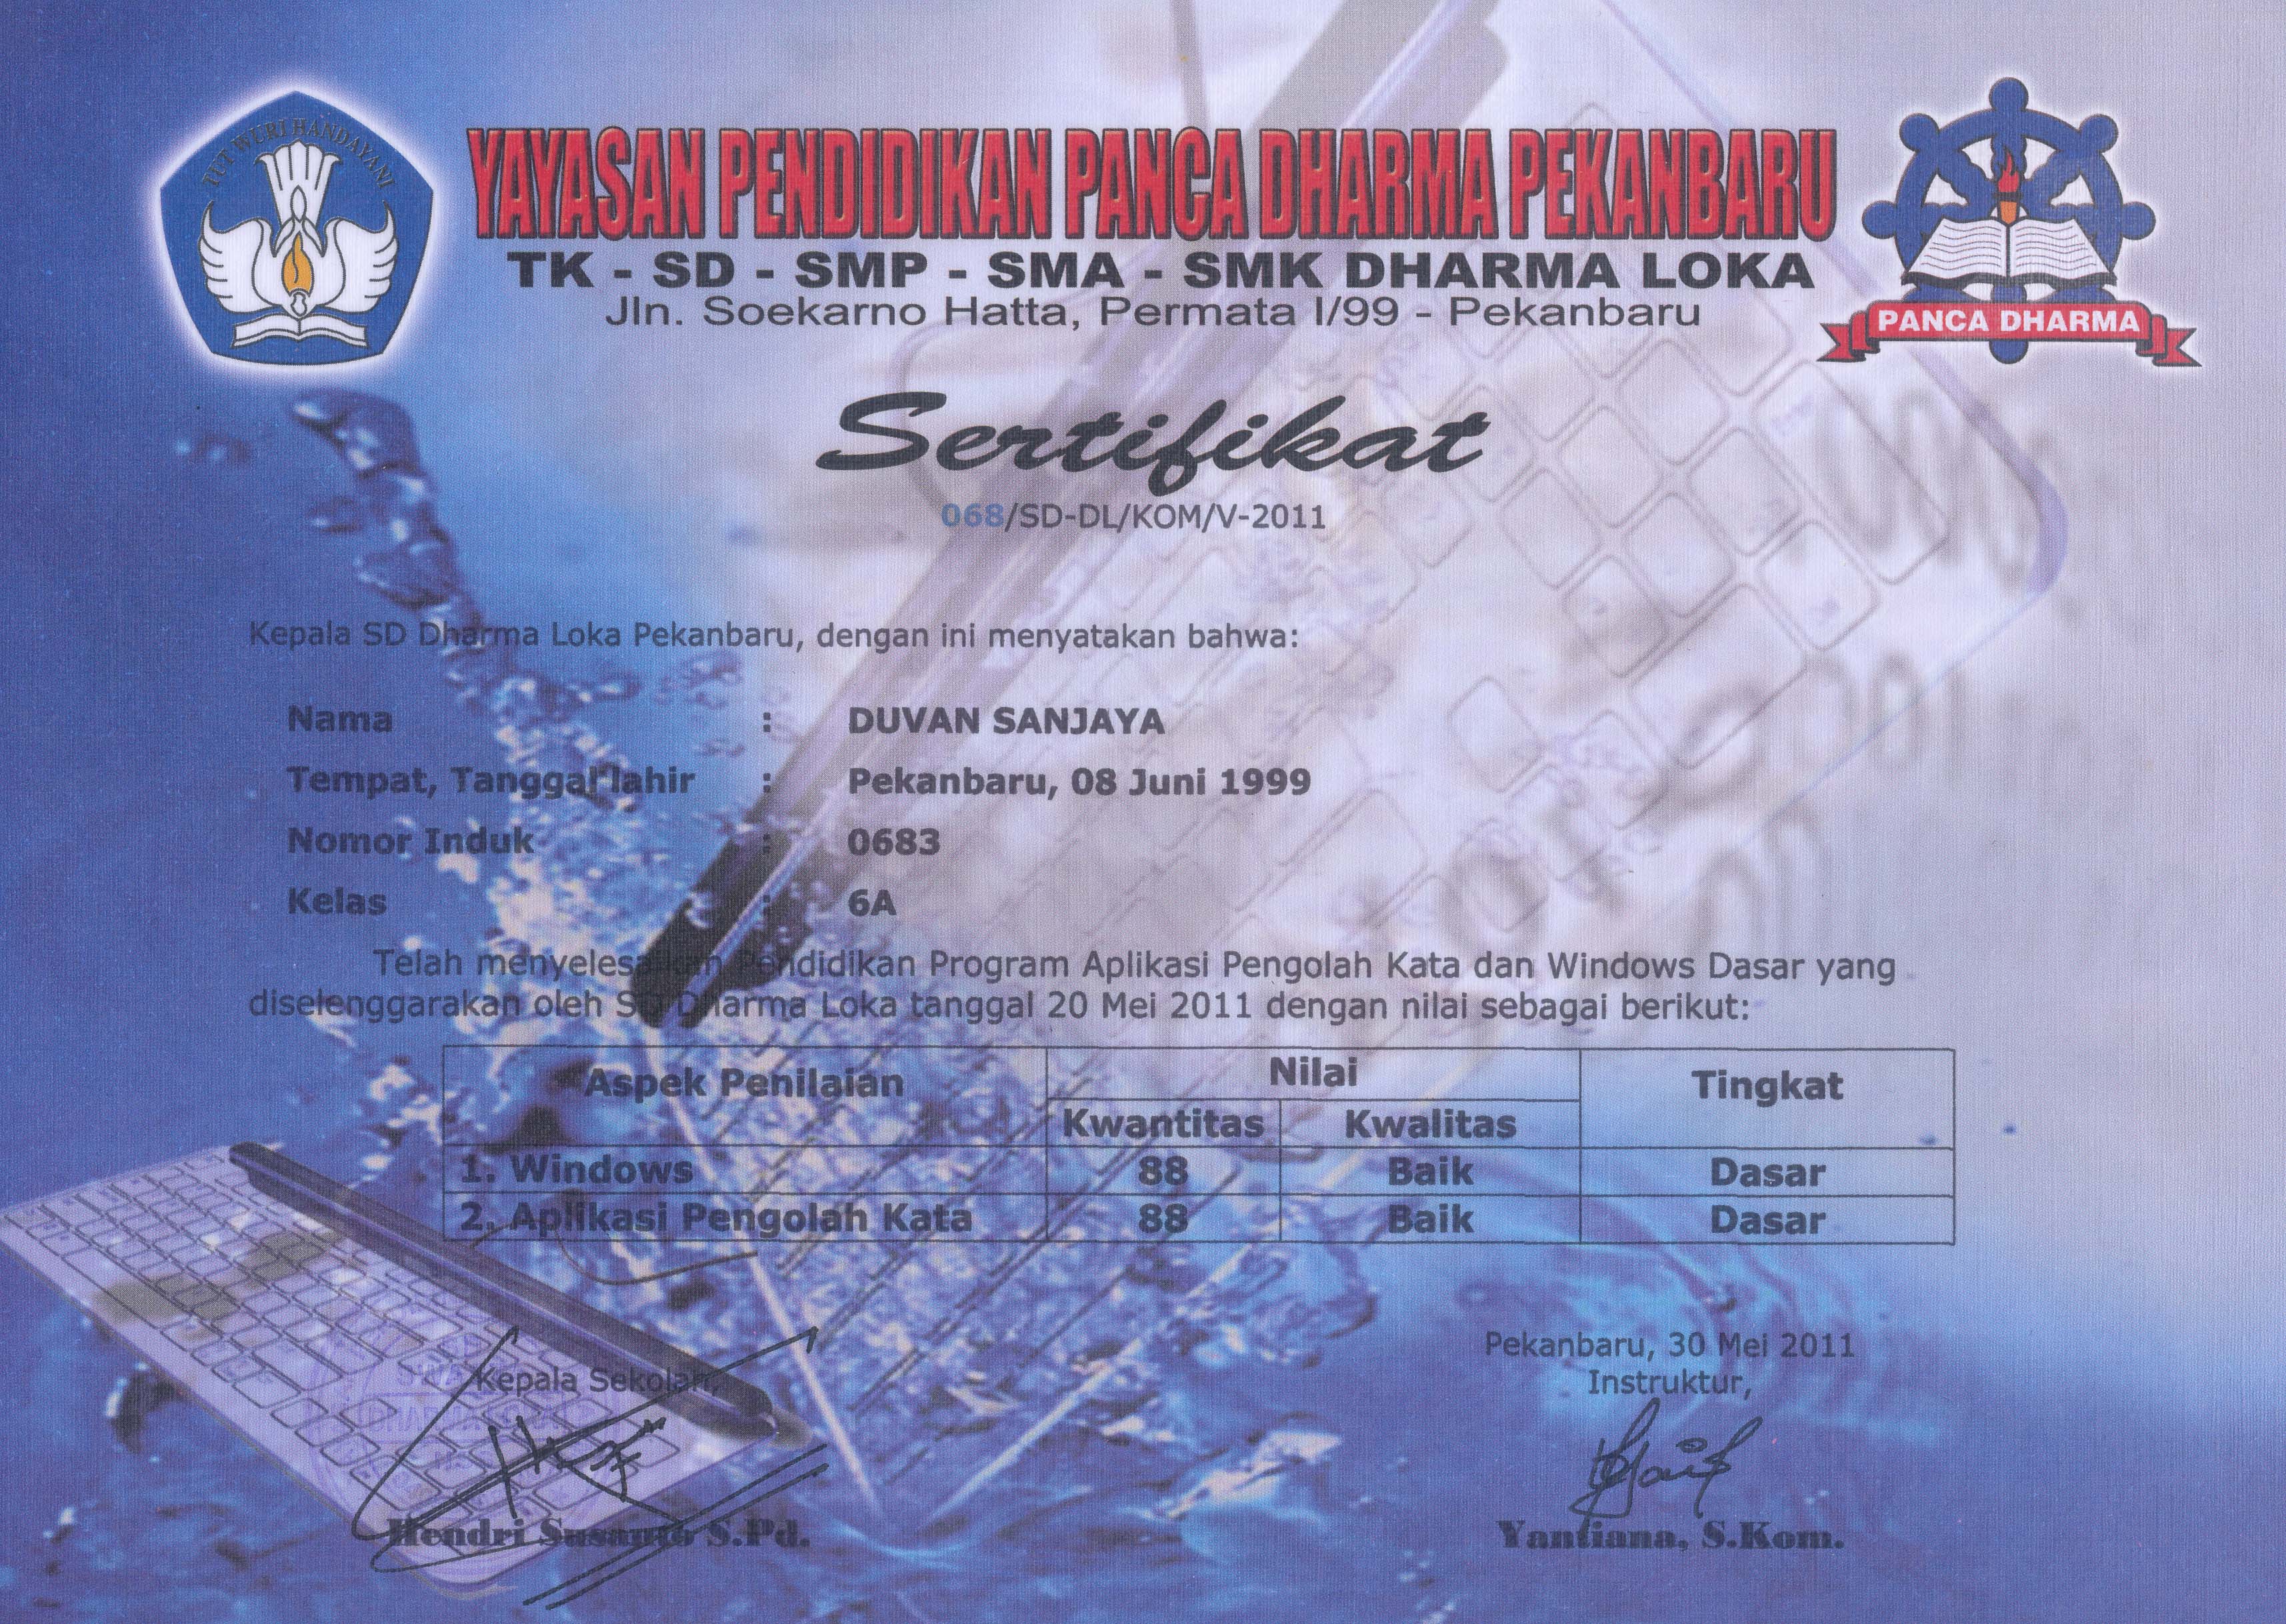 TUT WURI HANDAYANI
YAYASAN PENDIDIKAN PANCA DHARMA PEKANBARU
TK - SD - SMP - SMA - SMK DHARMA LOKA
Jln. Soekarno Hatta, Permata I/99 - Pekanbaru
PANCA DHARMA
Sertifikat
068/SD-DL/KOM/V-2011
Kepala SD Dharma Loka Pekanbaru, dengan ini menyatakan bahwa:
Nama : DUVAN SANJAYA
Tempat, Tanggal lahir : Pekanbaru, 08 Juni 1999
Nomor Induk : 0683
Kelas : 6A
Telah menyelesaikan Pendidikan Program Aplikasi Pengolah Kata dan Windows Dasar yang
diselenggarakan oleh SD Dharma Loka tanggal 20 Mei 2011 dengan nilai sebagai berikut:
Aspek Penilaian Nilai Tingkat
Kwantitas Kwalitas
1. Windows 88 Baik Dasar
2. Aplikasi Pengolah Kata 88 Baik Dasar
Pekanbaru, 30 Mei 2011
Kepala Sekolah, Instruktur,
Hendri Susanto S.Pd. Yantiana, S.Kom.